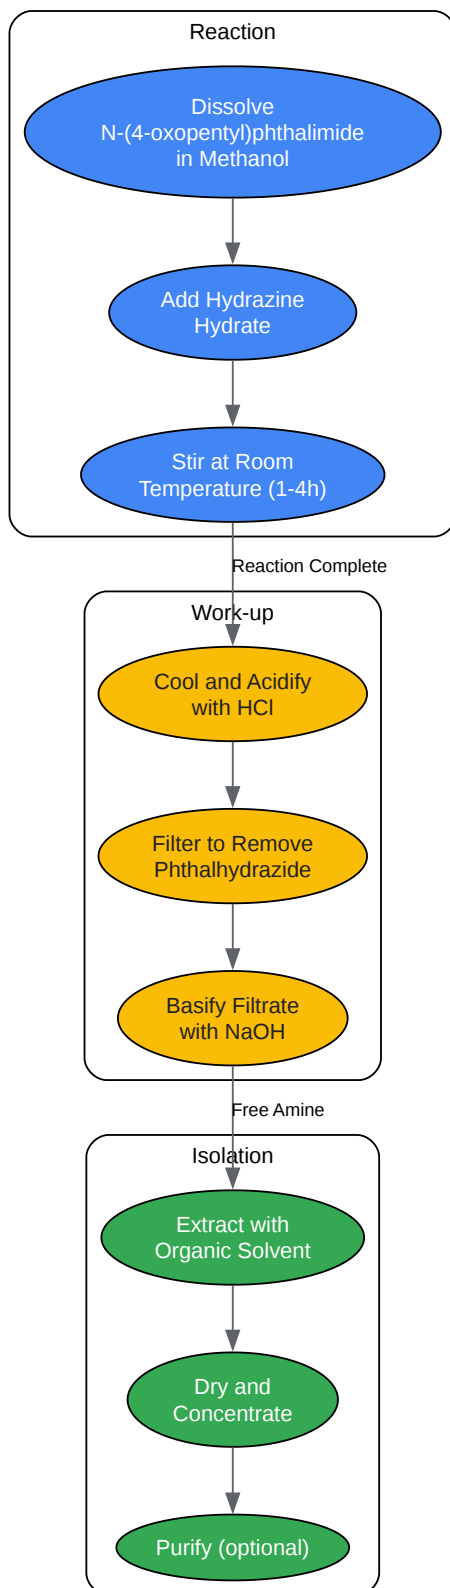 Reaction
Dissolve
N-(4-oxopentyl)phthalimide
in Methanol
Add Hydrazine
Hydrate
Stir at Room
Temperature (1-4h)
Reaction Complete
Work-up
Cool and Acidify
with HCl
Filter to Remove
Phthalhydrazide
Basify Filtrate
with NaOH
Free Amine
Isolation
Extract with
Organic Solvent
Dry and
Concentrate
Purify (optional)